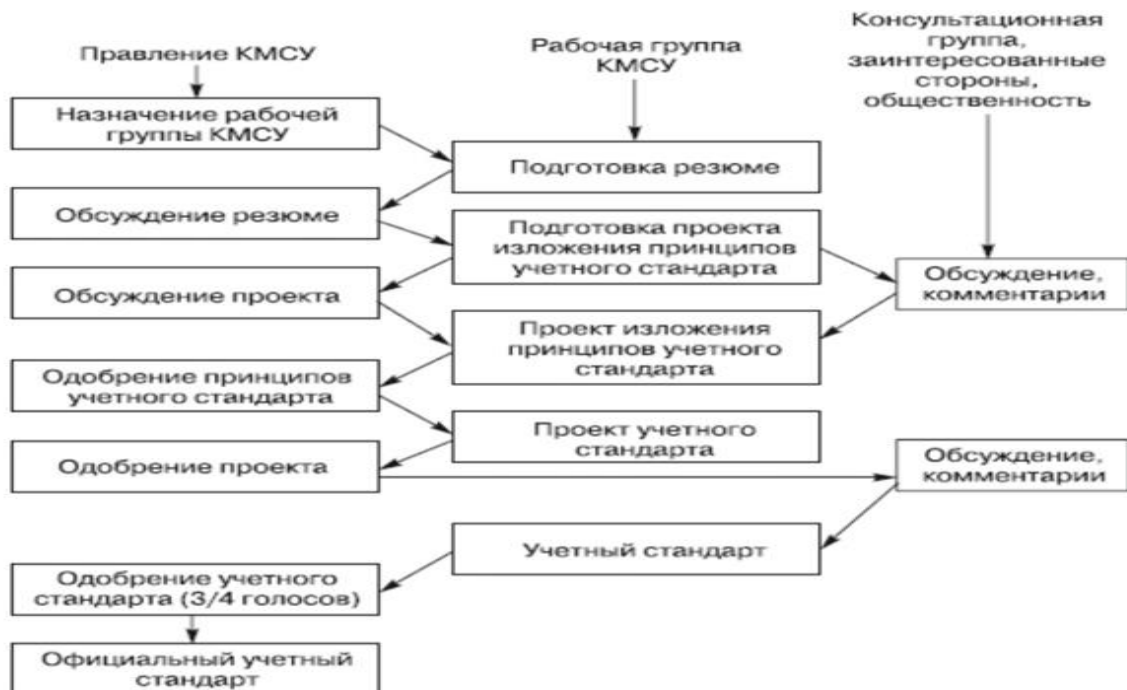 Правление КМСУ
Рабочая группа
КМСУ
Консультационная
группа,
заинтересованные
стороны,
общественность
Назначение рабочей
группы КМСУ
Подготовка резюме
Обсуждение резюме
Подготовка проекта
изложения принципов
учетного стандарта
Обсуждение,
комментарии
Обсуждение проекта
Проект изложения
принципов учетного
стандарта
Одобрение принципов
учетного стандарта
Проект учетного
стандарта
Одобрение проекта
Обсуждение,
комментарии
Учетный стандарт
Одобрение учетного
стандарта (3/4 голосов)
Официальный учетный
стандарт